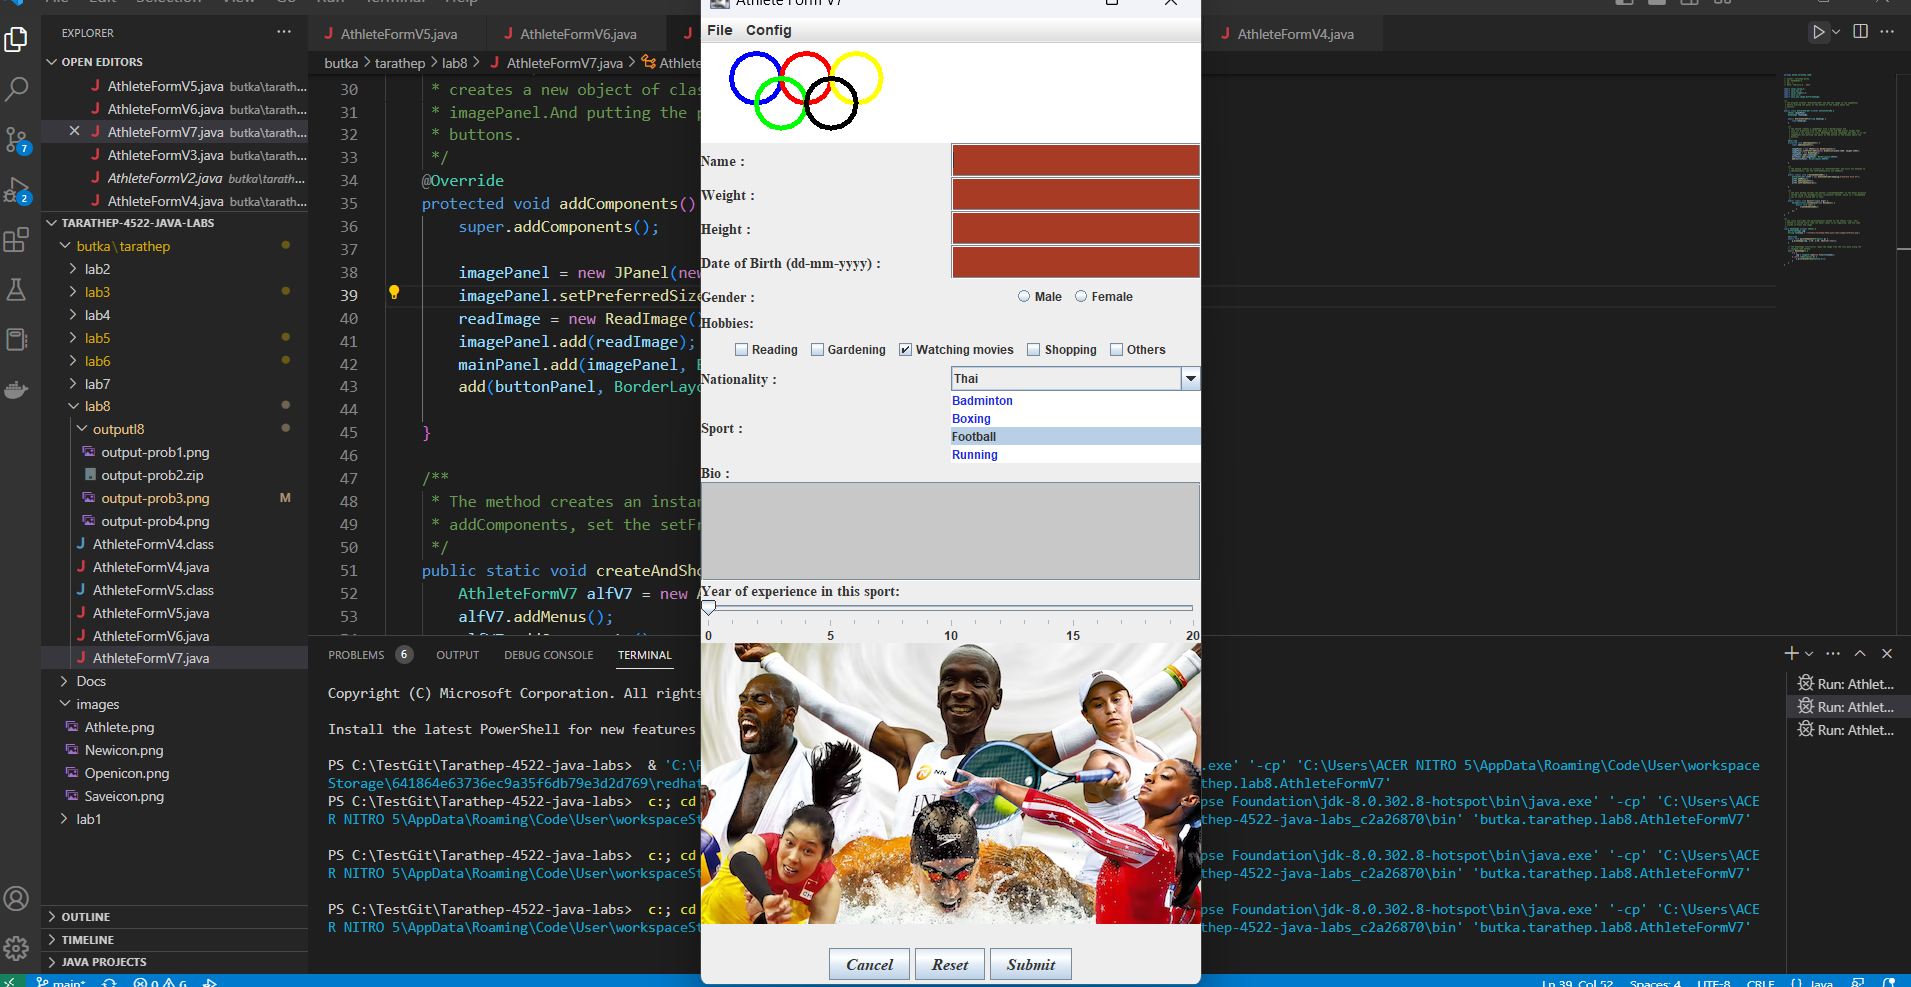 File Edit Selection View Go Run Terminal Help
EXPLORER
OPEN EDITORS
AthleteFormV5.java butka\tarath...
AthleteFormV6.java butka\tarath...
AthleteFormV7.java butka\tarath...
AthleteFormV3.java butka\tarath...
AthleteFormV2.java butka\tarath...
AthleteFormV4.java butka\tarath...
TARATHEP-4522-JAVA-LABS
butka\tarathep
lab2
lab3
lab4
lab5
lab6
lab7
lab8
outputl8
output-prob1.png
output-prob2.zip
output-prob3.png M
output-prob4.png
AthleteFormV4.class
AthleteFormV4.java
AthleteFormV5.class
AthleteFormV5.java
AthleteFormV6.java
AthleteFormV7.java
Docs
images
Athlete.png
Newicon.png
Openicon.png
Saveicon.png
lab1
OUTLINE
TIMELINE
JAVA PROJECTS
7
2
AthleteFormV5.java AthleteFormV6.java AthleteFormV4.java
butka > tarathep > lab8 > AthleteFormV7.java > Athlete
30 * creates a new object of clas
31 * imagePanel.And putting the p
32 * buttons.
33 */
34 @Override
35 protected void addComponents()
36 super.addComponents();
37
38 imagePanel = new JPanel(new
39 imagePanel.setPreferredSize
40 readImage = new ReadImage(
41 imagePanel.add(readImage);
42 mainPanel.add(imagePanel,
43 add(buttonPanel, BorderLayo
44
45 }
46
47 /**
48 * The method creates an instan
49 * addComponents, set the setFr
50 */
51 public static void createAndSho
52 AthleteFormV7 alfV7 = new
53 alfV7.addMenus();
PROBLEMS 6 OUTPUT DEBUG CONSOLE TERMINAL
Copyright (C) Microsoft Corporation. All rights
Install the latest PowerShell for new features
PS C:\TestGit\Tarathep-4522-java-labs> & 'C:\
.exe' '-cp' 'C:\Users\ACER NITRO 5\AppData\Roaming\Code\User\workspace
Storage\641864e63736ec9a35f6db79e3d2d769\redhat
thep.lab8.AthleteFormV7'
PS C:\TestGit\Tarathep-4522-java-labs> c:; cd
pse Foundation\jdk-8.0.302.8-hotspot\bin\java.exe' '-cp' 'C:\Users\ACE
R NITRO 5\AppData\Roaming\Code\User\workspaceSt
thep-4522-java-labs_c2a26870\bin' 'butka.tarathep.lab8.AthleteFormV7'
PS C:\TestGit\Tarathep-4522-java-labs> c:; cd
pse Foundation\jdk-8.0.302.8-hotspot\bin\java.exe' '-cp' 'C:\Users\ACE
R NITRO 5\AppData\Roaming\Code\User\workspaceSt
thep-4522-java-labs_c2a26870\bin' 'butka.tarathep.lab8.AthleteFormV7'
PS C:\TestGit\Tarathep-4522-java-labs> c:; cd
pse Foundation\jdk-8.0.302.8-hotspot\bin\java.exe' '-cp' 'C:\Users\ACE
R NITRO 5\AppData\Roaming\Code\User\workspaceSt
thep-4522-java-labs_c2a26870\bin' 'butka.tarathep.lab8.AthleteFormV7'
Run: Athlet...
Run: Athlet...
Run: Athlet...
Athlete Form V7
File Config
Name :
Weight :
Height :
Date of Birth (dd-mm-yyyy) :
Gender : Male Female
Hobbies:
Reading Gardening Watching movies Shopping Others
Nationality : Thai
Sport :
Badminton
Boxing
Football
Running
Bio :
Year of experience in this sport:
0 5 10 15 20
NN
speedo
Cancel Reset Submit
main* 0 6 Ln 39, Col 52 Spaces: 4 UTF-8 CRLF {} Java